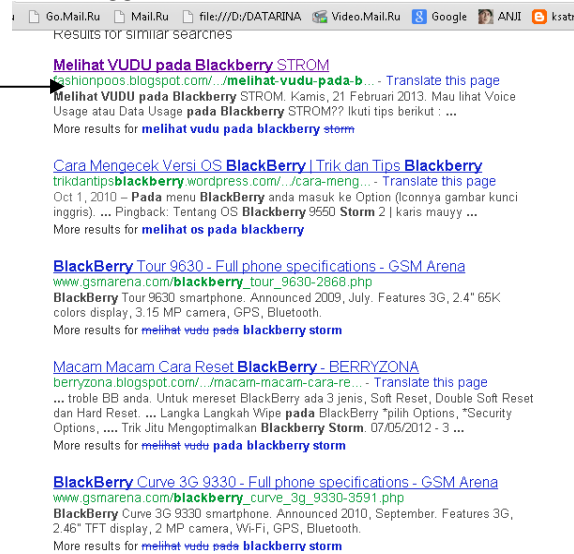 Go.Mail.Ru Mail.Ru file:///D:/DATARINA Video.Mail.Ru Google ANJI ksatr
Results for similar searches
Melihat VUDU pada Blackberry STROM
fashionpoos.blogspot.com/.../melihat-vudu-pada-b... - Translate this page
Melihat VUDU pada Blackberry STROM. Kamis, 21 Februari 2013. Mau lihat Voice
Usage atau Data Usage pada Blackberry STROM?? Ikuti tips berikut : ...
More results for melihat vudu pada blackberry storm
Cara Mengecek Versi OS BlackBerry | Trik dan Tips Blackberry
trikdantipsblackberry.wordpress.com/.../cara-meng... - Translate this page
Oct 1, 2010 – Pada menu BlackBerry anda masuk ke Option (Iconnya gambar kunci
inggris). ... Pingback: Tentang OS Blackberry 9550 Storm 2 | karis mauyy ...
More results for melihat os pada blackberry
BlackBerry Tour 9630 - Full phone specifications - GSM Arena
www.gsmarena.com/blackberry_tour_9630-2868.php
BlackBerry Tour 9630 smartphone. Announced 2009, July. Features 3G, 2.4" 65K
colors display, 3.15 MP camera, GPS, Bluetooth.
More results for melihat vudu pada blackberry storm
Macam Macam Cara Reset BlackBerry - BERRYZONA
berryzona.blogspot.com/.../macam-macam-cara-re... - Translate this page
... troble BB anda. Untuk mereset BlackBerry ada 3 jenis, Soft Reset, Double Soft Reset
dan Hard Reset. ... Langka Langkah Wipe pada BlackBerry *pilih Options, *Security
Options, .... Trik Jitu Mengoptimalkan Blackberry Storm. 07/05/2012 - 3 ...
More results for melihat vudu pada blackberry storm
BlackBerry Curve 3G 9330 - Full phone specifications - GSM Arena
www.gsmarena.com/blackberry_curve_3g_9330-3591.php
BlackBerry Curve 3G 9330 smartphone. Announced 2010, September. Features 3G,
2.46" TFT display, 2 MP camera, Wi-Fi, GPS, Bluetooth.
More results for melihat vudu pada blackberry storm